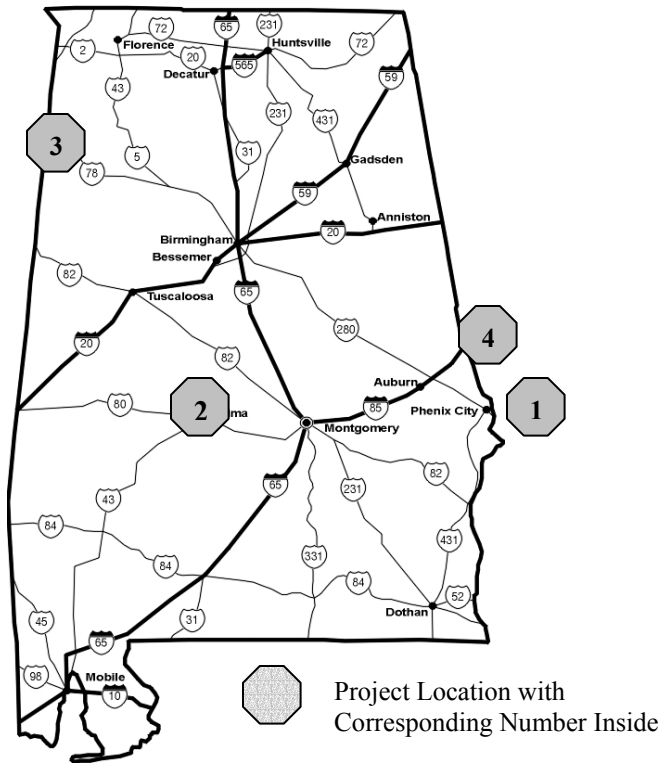 65
231
72
Florence
Huntsville
2
20
72
Decatur
565
59
43
231
431
3
31
5
Gadsden
78
59
Anniston
Birmingham
20
Bessemer
82
65
Tuscaloosa
280
4
20
82
Auburn
80
2
ma
85
Phenix City
1
Montgomery
82
65
231
43
84
431
331
84
84
52
Dothan
45
31
65
98
Mobile
10
Project Location with
Corresponding Number Inside